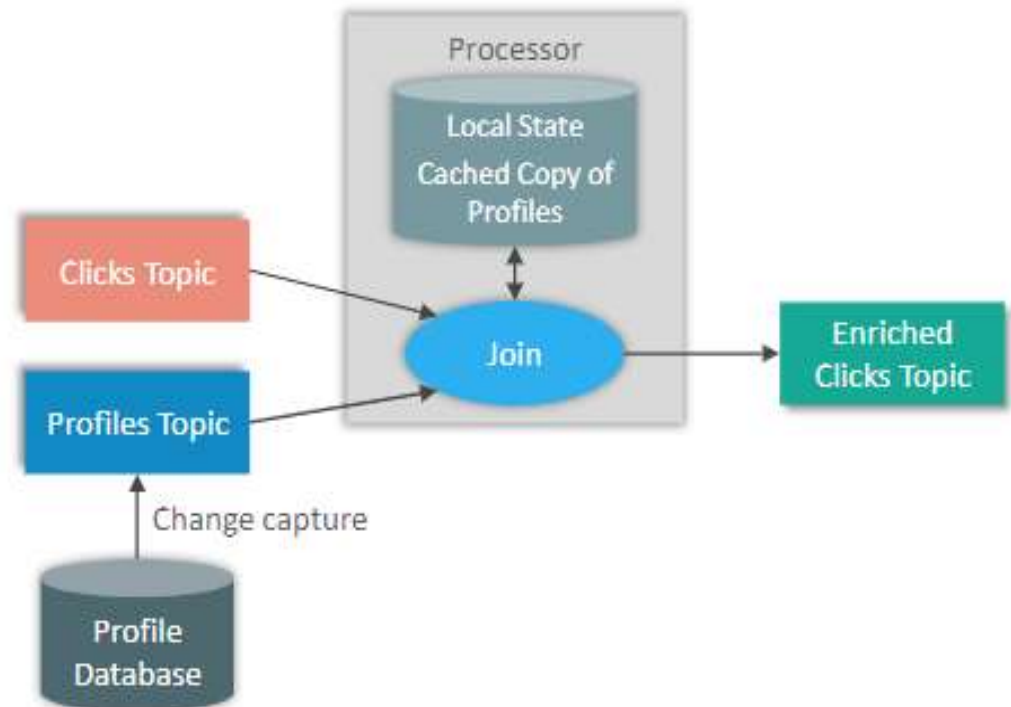 Processor
Local State
Cached Copy of
Profiles
Clicks Topic
Join
Enriched
Clicks Topic
Profiles Topic
Change capture
Profile
Database